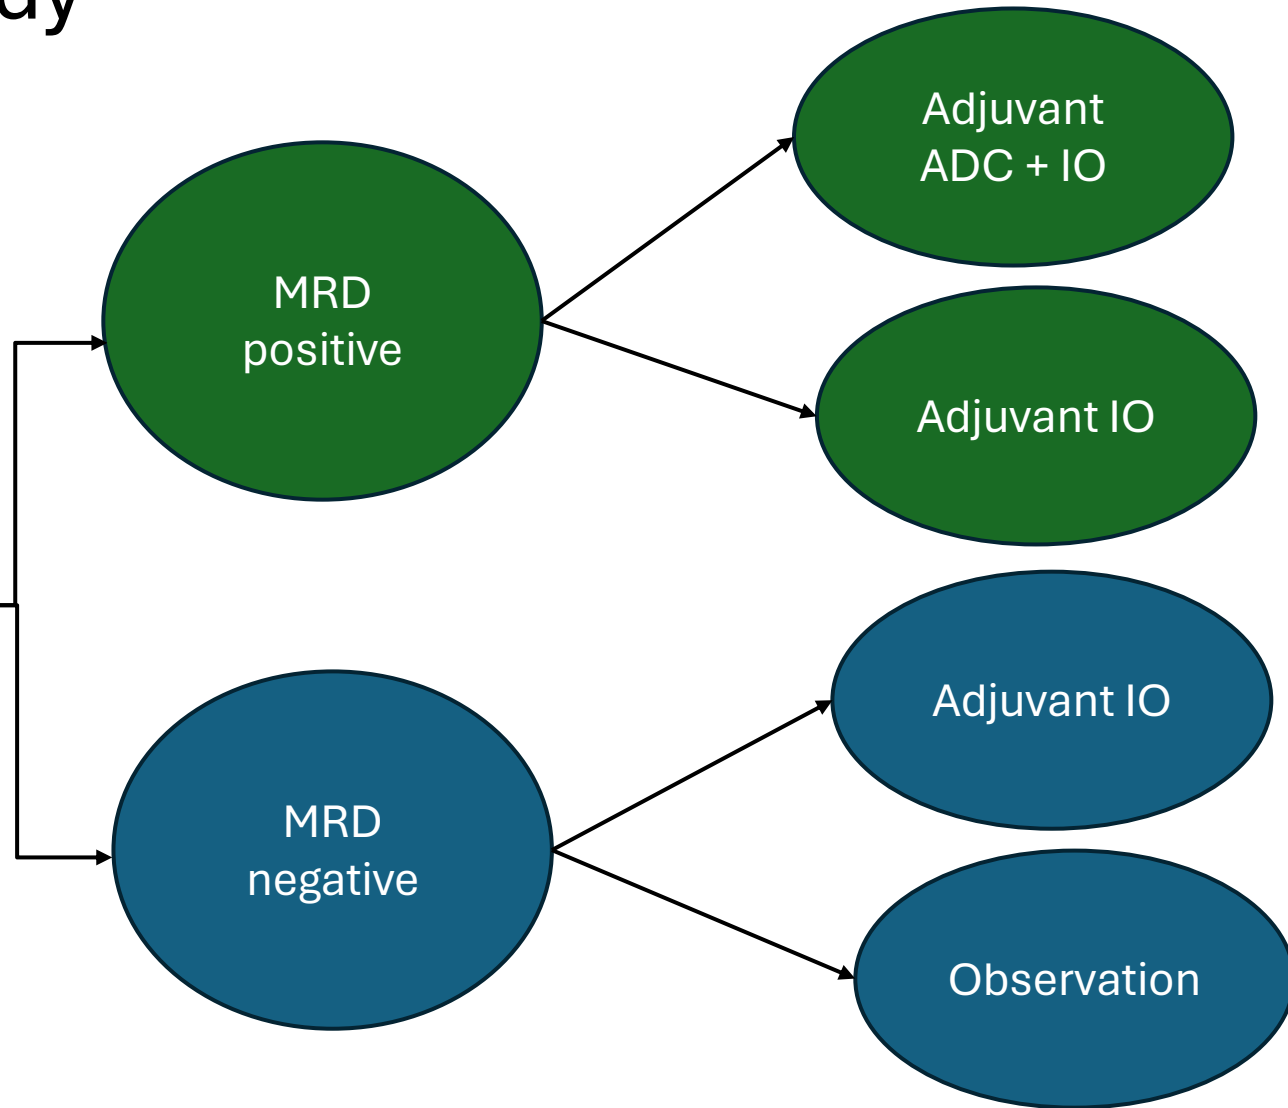 MRD
positive
Adjuvant
ADC + IO
Adjuvant IO
MRD
negative
Adjuvant IO
Observation